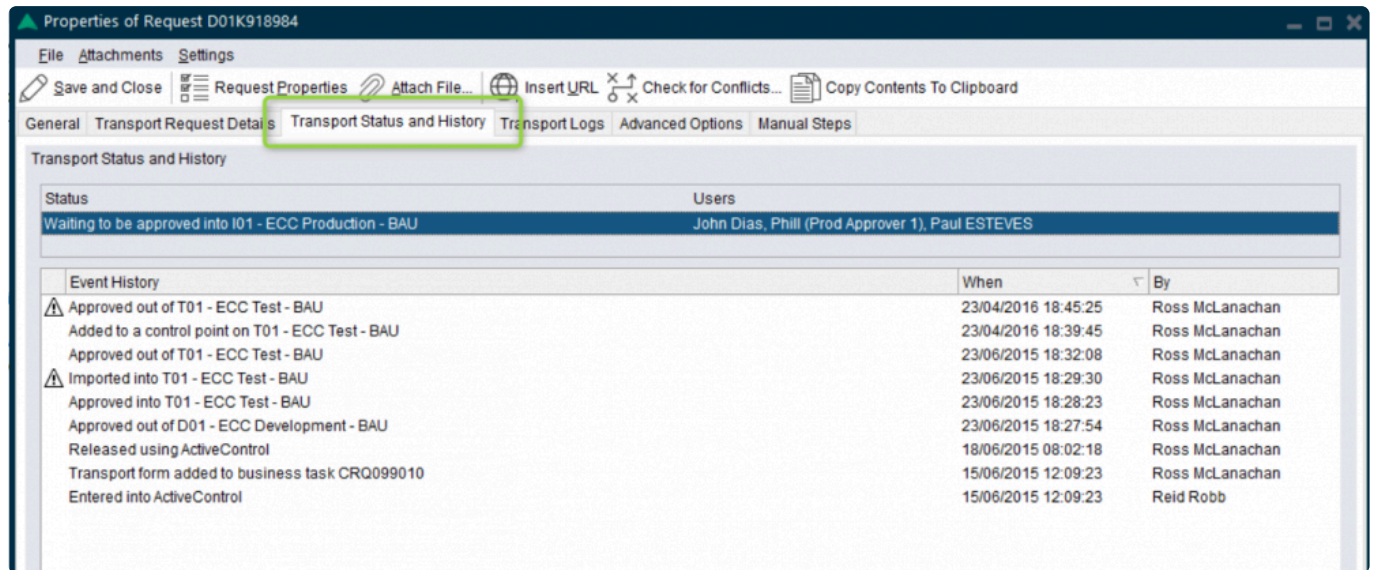 Properties of Request D01K918984
File Attachments Settings
Save and Close Request Properties Attach File... Insert URL Check for Conflicts... Copy Contents To Clipboard
General Transport Request Details Transport Status and History Transport Logs Advanced Options Manual Steps
Transport Status and History
Status Users
Waiting to be approved into I01 - ECC Production - BAU John Dias, Phill (Prod Approver 1), Paul ESTEVES
Event History When By
Approved out of T01 - ECC Test - BAU 23/04/2016 18:45:25 Ross McLanachan
Added to a control point on T01 - ECC Test - BAU 23/04/2016 18:39:45 Ross McLanachan
Approved out of T01 - ECC Test - BAU 23/06/2015 18:32:08 Ross McLanachan
Imported into T01 - ECC Test - BAU 23/06/2015 18:29:30 Ross McLanachan
Approved into T01 - ECC Test - BAU 23/06/2015 18:28:23 Ross McLanachan
Approved out of D01 - ECC Development - BAU 23/06/2015 18:27:54 Ross McLanachan
Released using ActiveControl 18/06/2015 08:02:18 Ross McLanachan
Transport form added to business task CRQ099010 15/06/2015 12:09:23 Ross McLanachan
Entered into ActiveControl 15/06/2015 12:09:23 Reid Robb